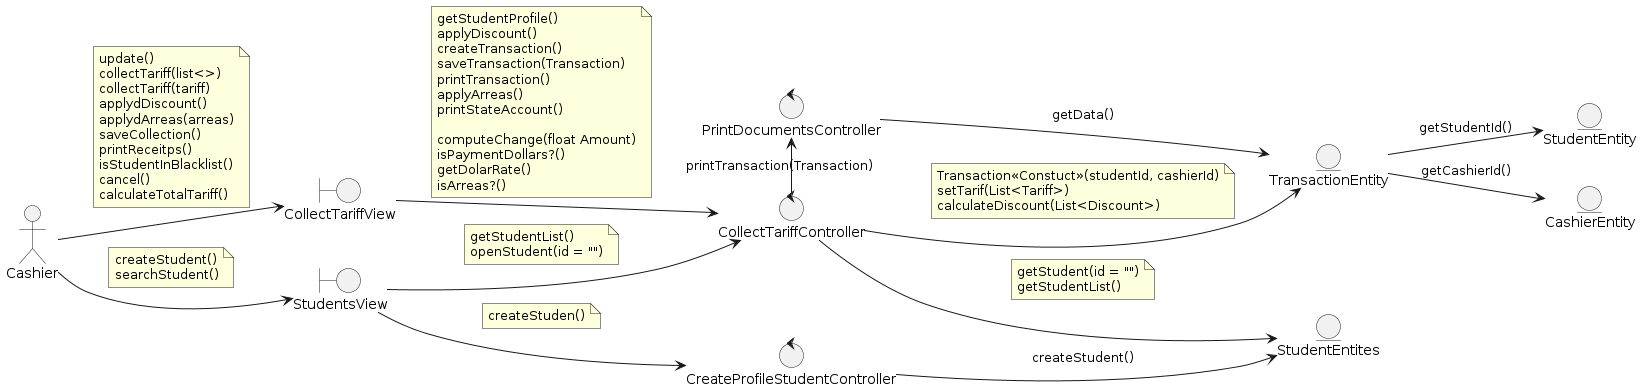 update()
collectTariff(list<>)
collectTariff(tariff)
applydDiscount()
applydArreas(arreas)
saveCollection()
printReceitps()
isStudentInBlacklist()
cancel()
calculateTotalTariff()
getStudentProfile()
applyDiscount()
createTransaction()
saveTransaction(Transaction)
printTransaction()
applyArreas()
printStateAccount()
computeChange(float Amount)
isPaymentDollars?()
getDolarRate()
isArreas?()
PrintDocumentsController
getData()
printTransaction(Transaction)
Transaction«Constuct»(studentId, cashierId)
setTarif(List<Tariff>)
calculateDiscount(List<Discount>)
TransactionEntity
getStudentId()
StudentEntity
getCashierId()
CashierEntity
CollectTariffView
CollectTariffController
Cashier
createStudent()
searchStudent()
getStudentList()
openStudent(id = "")
getStudent(id = "")
getStudentList()
StudentsView
createStuden()
StudentEntites
createStudent()
CreateProfileStudentController